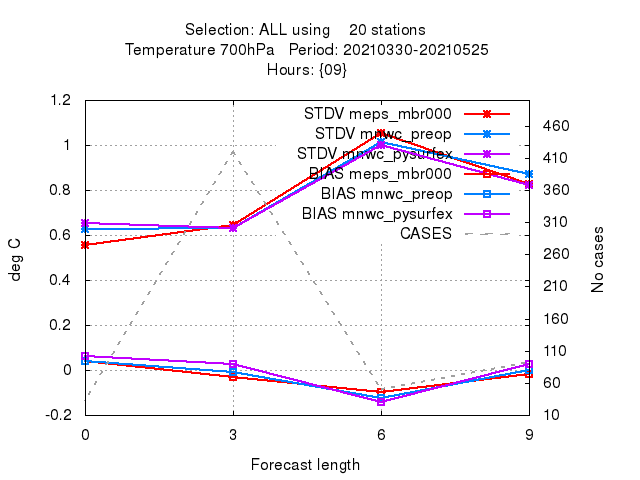 Selection: ALL using    20 stations
Temperature 700hPa   Period: 20210330-20210525
Hours: {09}
1.2
1
0.8
0.6
0.4
0.2
0
-0.2
deg C
STDV meps_mbr000
STDV mnwc_preop
STDV mnwc_pysurfex
BIAS meps_mbr000
BIAS mnwc_preop
BIAS mnwc_pysurfex
CASES
460
410
360
310
260
210
160
110
60
10
No cases
0 3 6 9
Forecast length